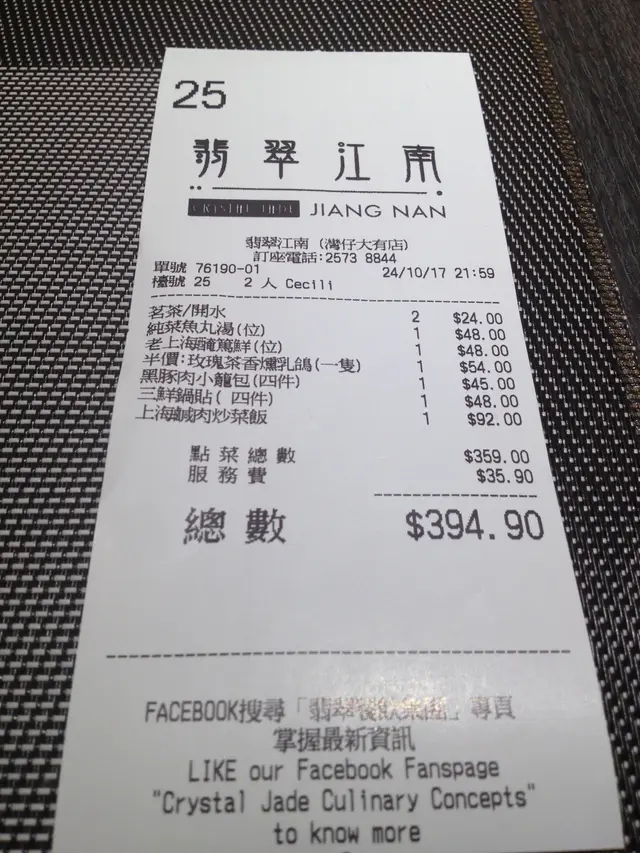 25
翡翠江南
CRYSTAL JADE JIANG NAN
翡翠江南 (灣仔大有店)
訂座電話:2573 8844
單號 76190-01 24/10/17 21:59
檯號 25 2 人 Cecili
茗茶/開水 2 $24.00
純菜魚丸湯(位) 1 $48.00
老上海醃篤鮮(位) 1 $48.00
半價:玫瑰茶香燻乳鴿(一隻) 1 $54.00
黑豚肉小籠包(四件) 1 $45.00
三鮮鍋貼( 四件) 1 $48.00
上海鹹肉炒菜飯 1 $92.00
點菜總數 $359.00
服務費 $35.90
總數 $394.90
FACEBOOK搜尋「翡翠餐飲集團」專頁
掌握最新資訊
LIKE our Facebook Fanspage
"Crystal Jade Culinary Concepts"
to know more